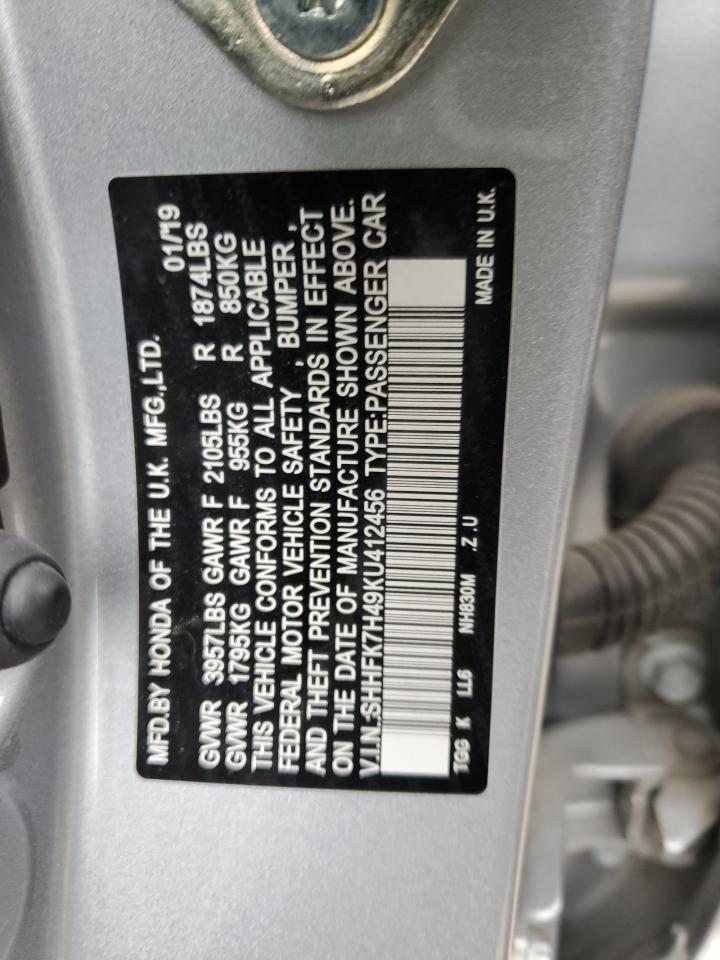 MFD.BY HONDA OF THE U.K. MFG.,LTD. 01/19
GVWR 3957LBS GAWR F 2105LBS R 1874LBS
GVWR 1795KG GAWR F 955KG R 850KG
THIS VEHICLE CONFORMS TO ALL APPLICABLE
FEDERAL MOTOR VEHICLE SAFETY , BUMPER ,
AND THEFT PREVENTION STANDARDS IN EFFECT
ON THE DATE OF MANUFACTURE SHOWN ABOVE.
V.I.N.:SHHFK7H49KU412456 TYPE:PASSENGER CAR
TGG K LL6 NH830M .Z .U MADE IN U.K.